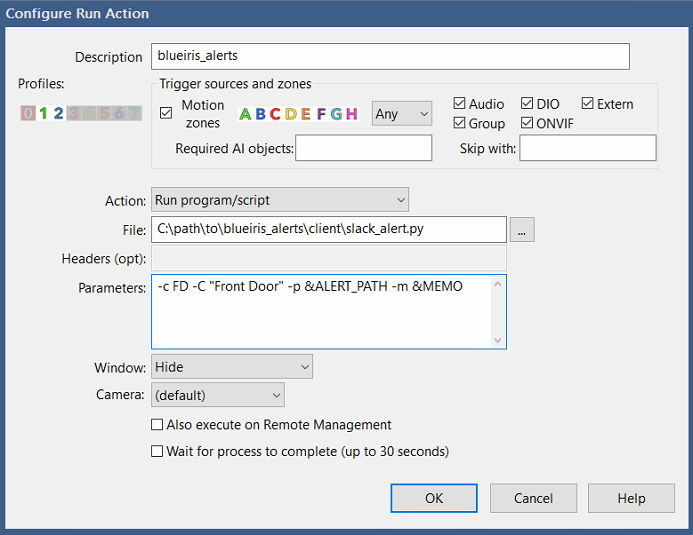 Configure Run Action
Description blueiris_alerts
Profiles: 0 1 2 3 4 5 6 7
Trigger sources and zones
Motion zones A B C D E F G H Any
Audio DIO Extern
Group ONVIF
Required AI objects: Skip with:
Action: Run program/script
File: C:\path\to\blueiris_alerts\client\slack_alert.py ...
Headers (opt):
Parameters: -c FD -C "Front Door" -p &ALERT_PATH -m &MEMO
Window: Hide
Camera: (default)
Also execute on Remote Management
Wait for process to complete (up to 30 seconds)
OK Cancel Help